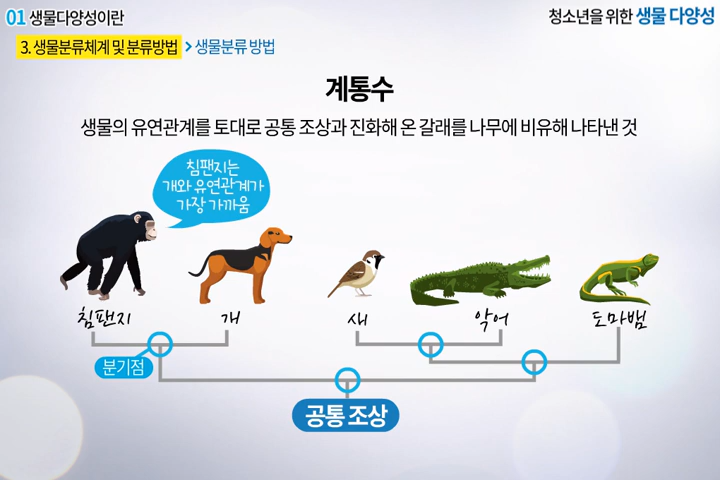 01 생물다양성이란
청소년을 위한 생물 다양성
3. 생물분류체계 및 분류방법 > 생물분류 방법
계통수
생물의 유연관계를 토대로 공통 조상과 진화해 온 갈래를 나무에 비유해 나타낸 것
침팬지는
개와 유연관계가
가장 가까움
침팬지
개
새
악어
도마뱀
분기점
공통 조상